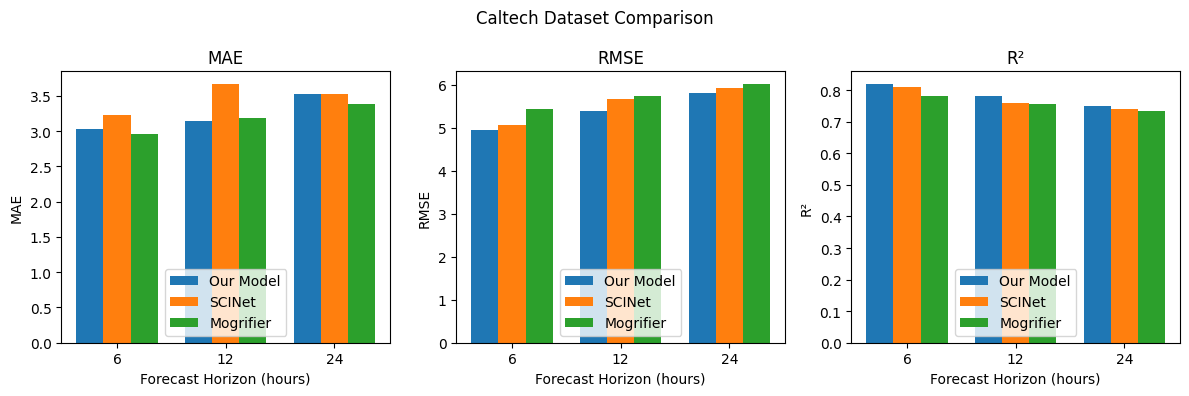 Caltech Dataset Comparison
MAE
MAE
3.5
3.0
2.5
2.0
1.5
1.0
0.5
0.0
6
12
24
Forecast Horizon (hours)
Our Model
SCINet
Mogrifier
RMSE
RMSE
6
5
4
3
2
1
0
6
12
24
Forecast Horizon (hours)
Our Model
SCINet
Mogrifier
R²
R²
0.8
0.7
0.6
0.5
0.4
0.3
0.2
0.1
0.0
6
12
24
Forecast Horizon (hours)
Our Model
SCINet
Mogrifier